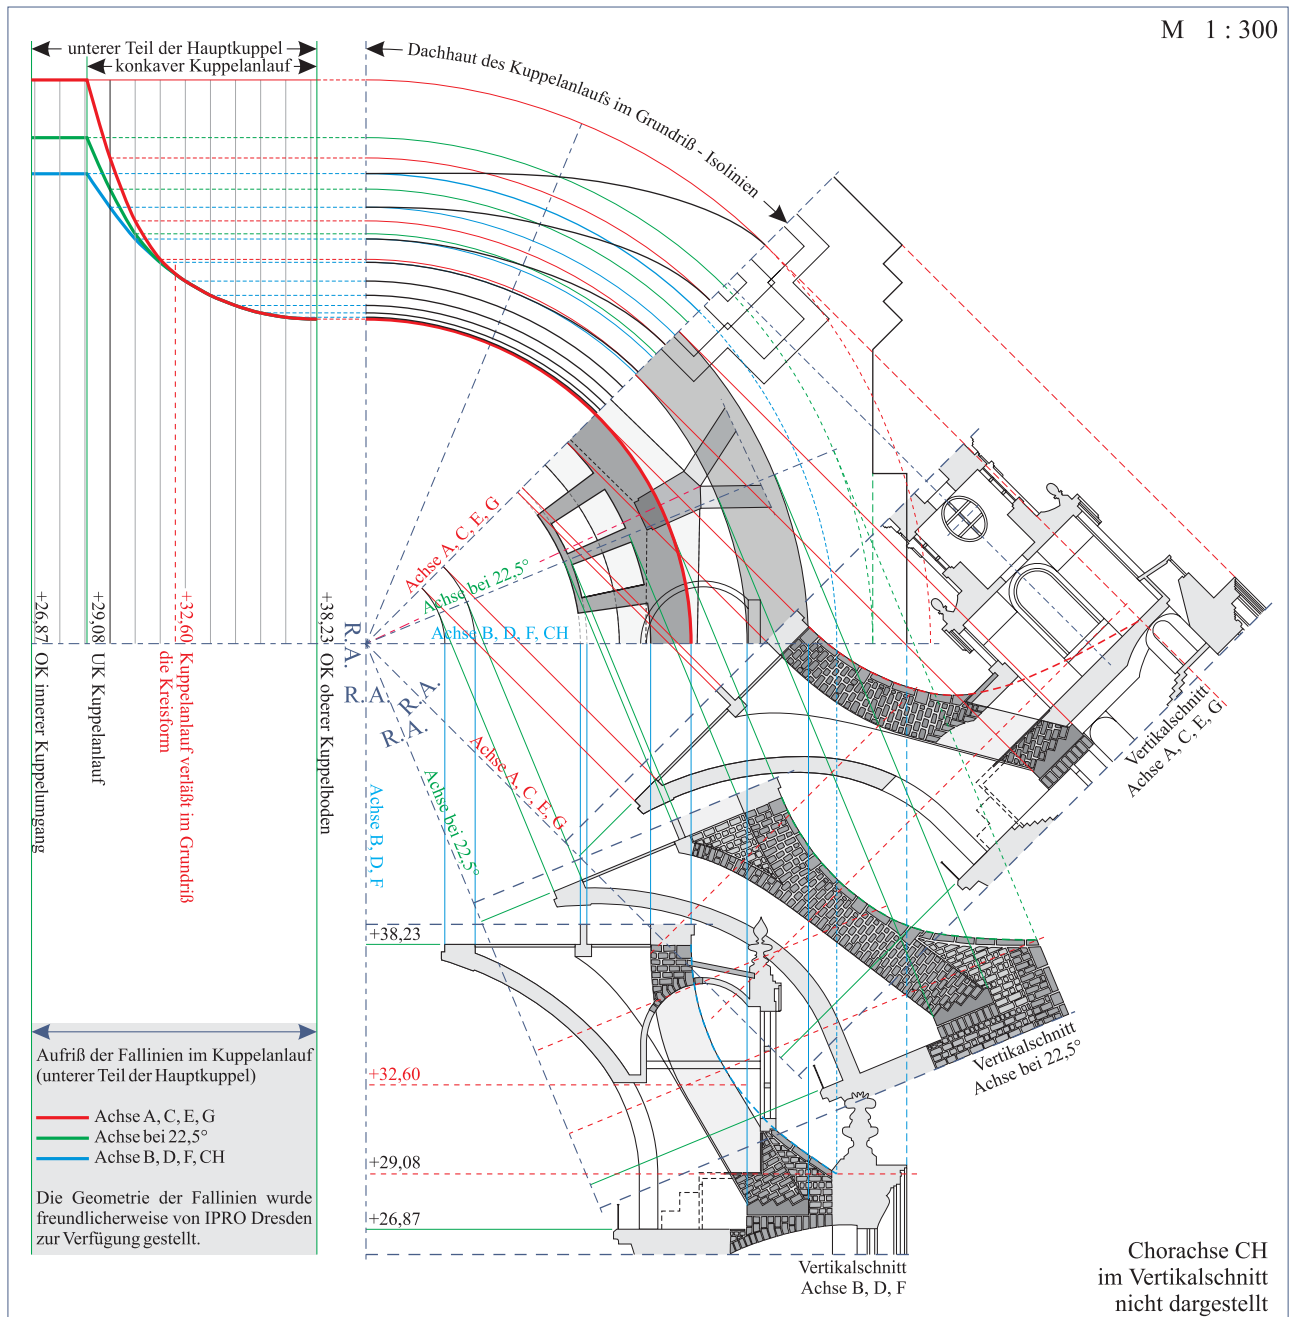 M 1 : 300
unterer Teil der Hauptkuppel
konkaver Kuppelanlauf
Dachhaut des Kuppelanlaufs im Grundriß - Isolinien
+26,87 OK innerer Kuppelumgang
+29,08 UK Kuppelanlauf
+32,60 Kuppelanlauf verläßt im Grundriß
die Kreisform
+38,23 OK oberer Kuppelboden
Achse A, C, E, G
Achse bei 22,5°
Achse B, D, F, CH
R.A.
R.A.
R.A.
R.A.
Achse A, C, E, G
Achse bei 22,5°
Achse B, D, F
Vertikalschnitt
Achse A, C, E, G
+38,23
Vertikalschnitt
Achse bei 22,5°
+32,60
+29,08
+26,87
Aufriß der Fallinien im Kuppelanlauf
(unterer Teil der Hauptkuppel)
Achse A, C, E, G
Achse bei 22,5°
Achse B, D, F, CH
Die Geometrie der Fallinien wurde
freundlicherweise von IPRO Dresden
zur Verfügung gestellt.
Vertikalschnitt
Achse B, D, F
Chorachse CH
im Vertikalschnitt
nicht dargestellt